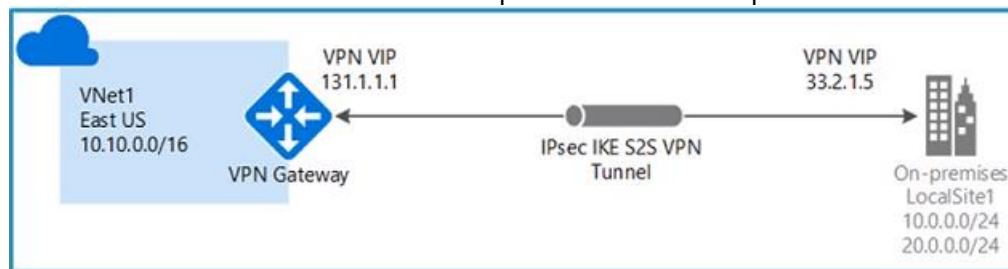 VNet1
East US
10.10.0.0/16
VPN VIP
131.1.1.1
VPN Gateway
IPsec IKE S2S VPN
Tunnel
VPN VIP
33.2.1.5
On-premises
LocalSite1
10.0.0.0/24
20.0.0.0/24